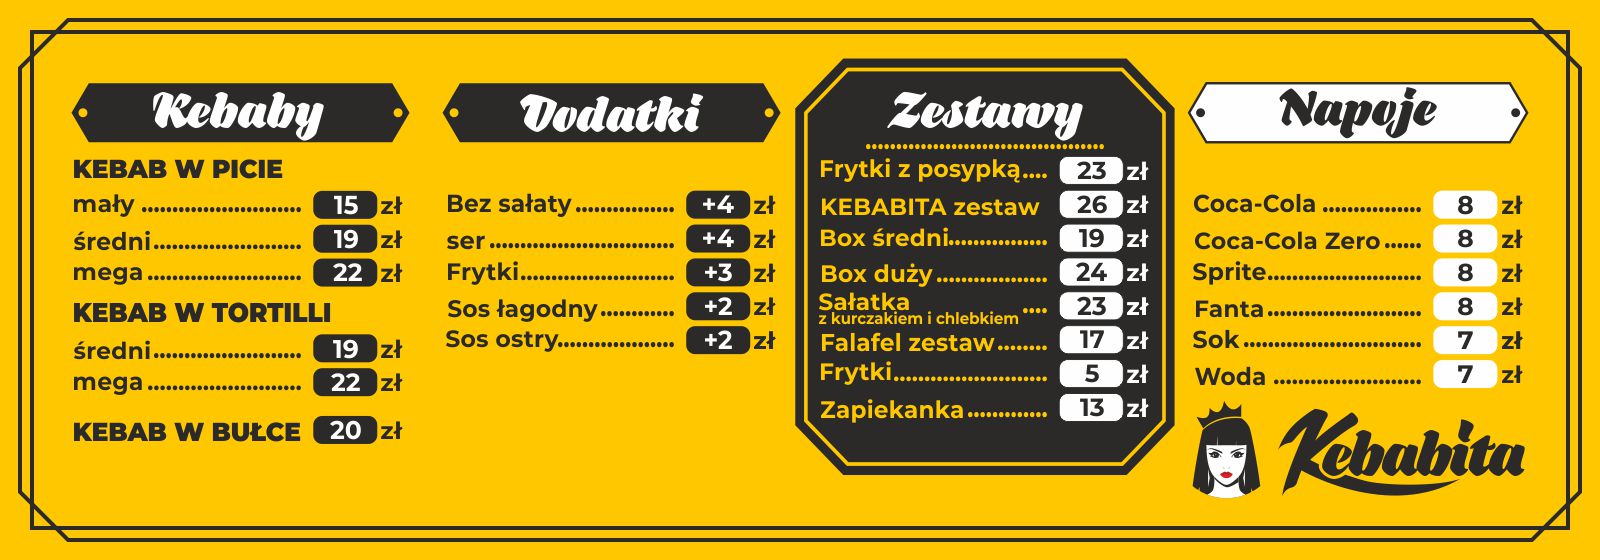 Kebaby
KEBAB W PICIE
mały ........................... 15 zł
średni......................... 19 zł
mega .......................... 22 zł
KEBAB W TORTILLI
średni......................... 19 zł
mega .......................... 22 zł
KEBAB W BUŁCE 20 zł
Dodatki
Bez sałaty ................ +4 zł
ser .............................. +4 zł
Frytki......................... +3 zł
Sos łagodny............ +2 zł
Sos ostry................... +2 zł
Zestawy
Frytki z posypką.... 23 zł
KEBABITA zestaw 26 zł
Box średni................ 19 zł
Box duży .................. 24 zł
Sałatka .... 23 zł
z kurczakiem i chlebkiem
Falafel zestaw........ 17 zł
Frytki......................... 5 zł
Zapiekanka ............. 13 zł
Napoje
Coca-Cola ................ 8 zł
Coca-Cola Zero ...... 8 zł
Sprite......................... 8 zł
Fanta ......................... 8 zł
Sok ............................. 7 zł
Woda ........................ 7 zł
Kebabita